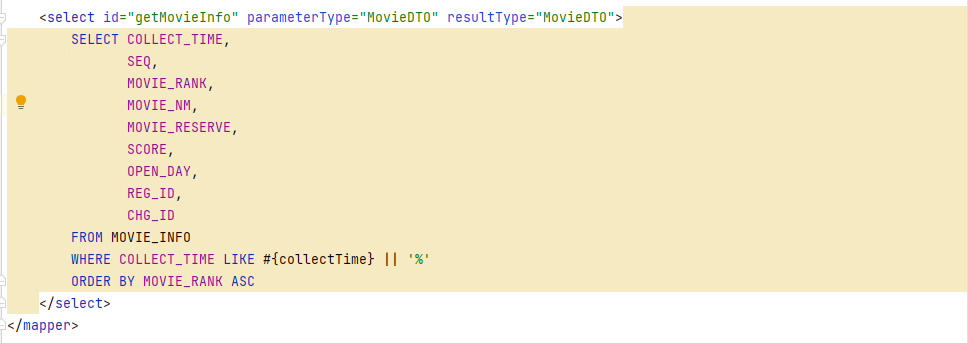 <select id="getMovieInfo" parameterType="MovieDTO" resultType="MovieDTO">
SELECT COLLECT_TIME,
SEQ,
MOVIE_RANK,
MOVIE_NM,
MOVIE_RESERVE,
SCORE,
OPEN_DAY,
REG_ID,
CHG_ID
FROM MOVIE_INFO
WHERE COLLECT_TIME LIKE #{collectTime} || '%'
ORDER BY MOVIE_RANK ASC
</select>
</mapper>